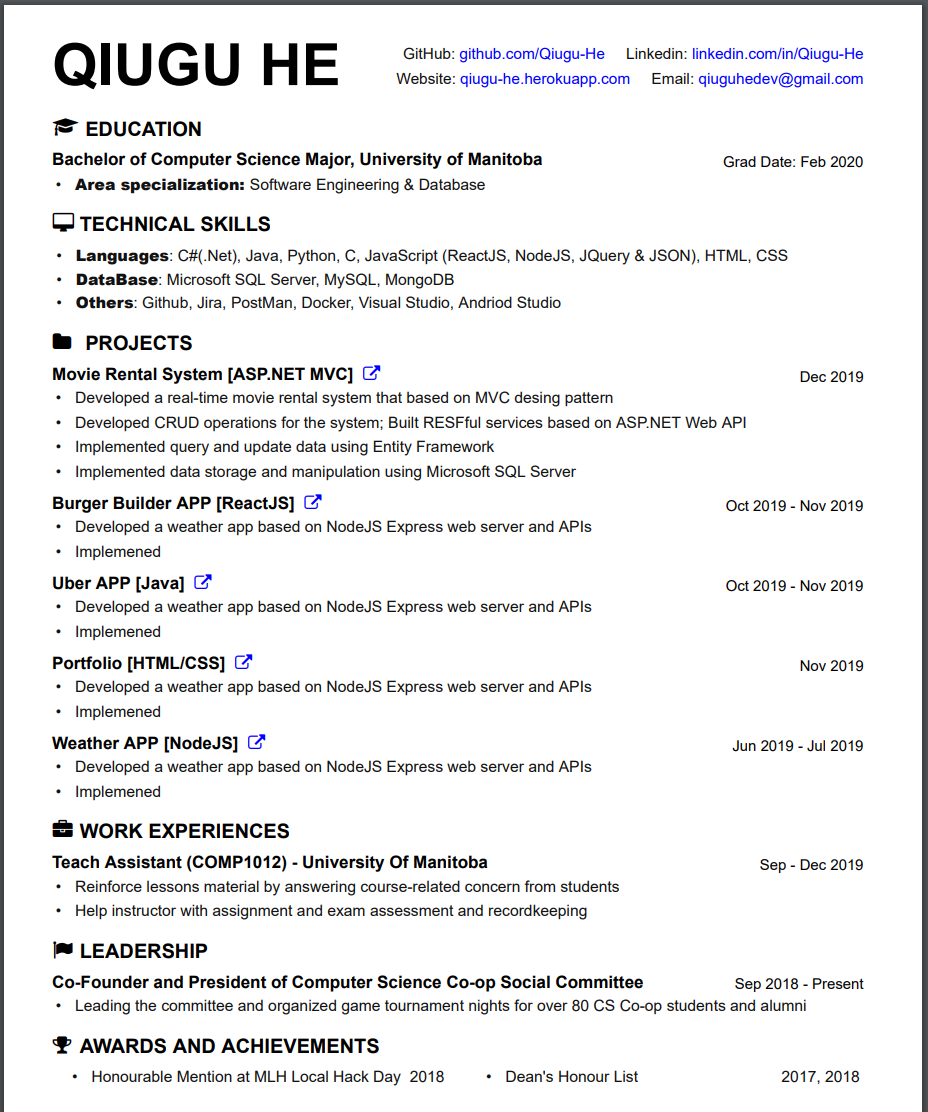 QIUGU HE
GitHub: github.com/Qiugu-He Linkedin: linkedin.com/in/Qiugu-He
Website: qiugu-he.herokuapp.com Email: qiuguhedev@gmail.com
EDUCATION
Bachelor of Computer Science Major, University of Manitoba Grad Date: Feb 2020
• Area specialization: Software Engineering & Database
TECHNICAL SKILLS
• Languages: C#(.Net), Java, Python, C, JavaScript (ReactJS, NodeJS, JQuery & JSON), HTML, CSS
• DataBase: Microsoft SQL Server, MySQL, MongoDB
• Others: Github, Jira, PostMan, Docker, Visual Studio, Andriod Studio
PROJECTS
Movie Rental System [ASP.NET MVC] Dec 2019
• Developed a real-time movie rental system that based on MVC desing pattern
• Developed CRUD operations for the system; Built RESFful services based on ASP.NET Web API
• Implemented query and update data using Entity Framework
• Implemented data storage and manipulation using Microsoft SQL Server
Burger Builder APP [ReactJS] Oct 2019 - Nov 2019
• Developed a weather app based on NodeJS Express web server and APIs
• Implemened
Uber APP [Java] Oct 2019 - Nov 2019
• Developed a weather app based on NodeJS Express web server and APIs
• Implemened
Portfolio [HTML/CSS] Nov 2019
• Developed a weather app based on NodeJS Express web server and APIs
• Implemened
Weather APP [NodeJS] Jun 2019 - Jul 2019
• Developed a weather app based on NodeJS Express web server and APIs
• Implemened
WORK EXPERIENCES
Teach Assistant (COMP1012) - University Of Manitoba Sep - Dec 2019
• Reinforce lessons material by answering course-related concern from students
• Help instructor with assignment and exam assessment and recordkeeping
LEADERSHIP
Co-Founder and President of Computer Science Co-op Social Committee Sep 2018 - Present
• Leading the committee and organized game tournament nights for over 80 CS Co-op students and alumni
AWARDS AND ACHIEVEMENTS
• Honourable Mention at MLH Local Hack Day 2018 • Dean's Honour List 2017, 2018